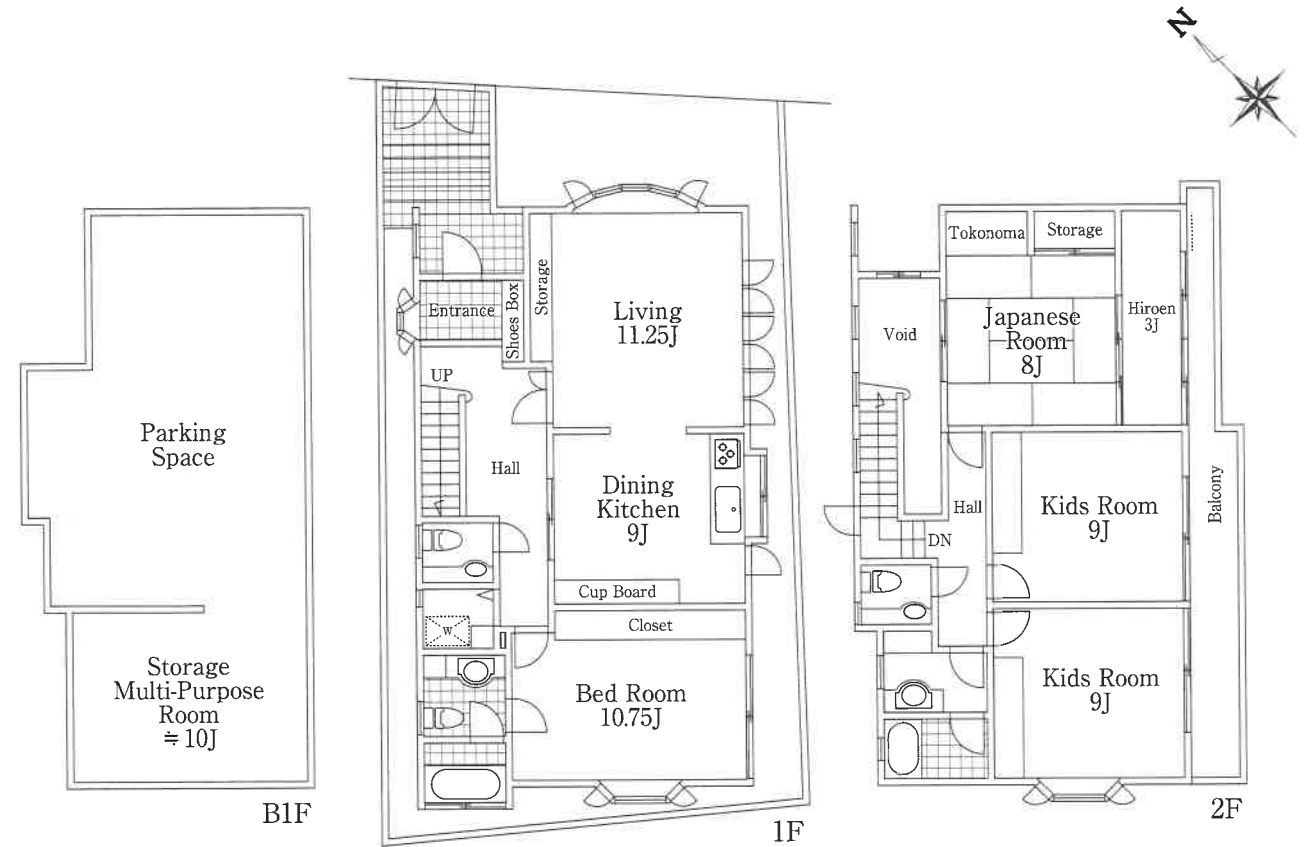 N
Parking
Space
Storage
Multi-Purpose
Room
≒10J
B1F
Entrance
Shoes Box
Storage
Living
11.25J
UP
Hall
Dining
Kitchen
9J
Cup Board
Closet
W
Bed Room
10.75J
1F
Tokonoma
Storage
Void
Japanese
Room
8J
Hiroen
3J
Hall
DN
Kids Room
9J
Balcony
Kids Room
9J
2F